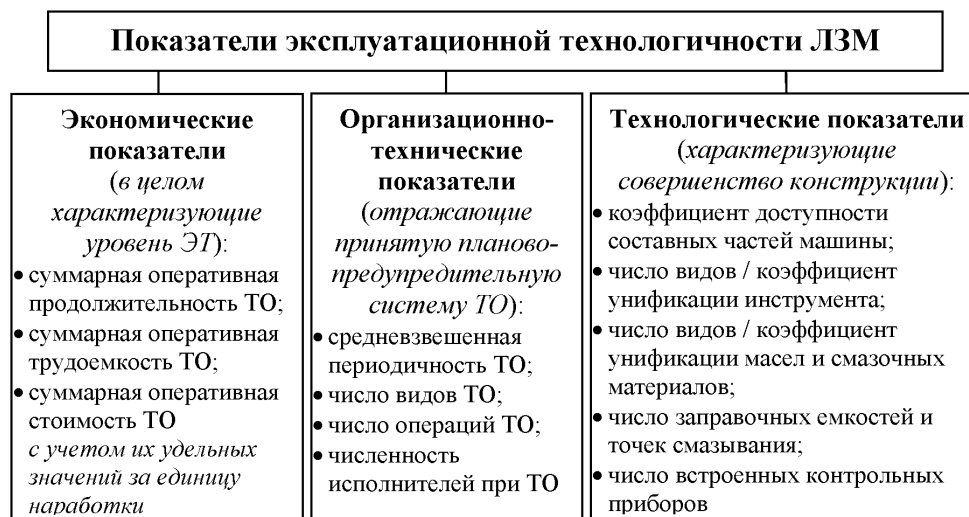 Показатели эксплуатационной технологичности ЛЗМ
Экономические
показатели
(в целом
характеризующие
уровень ЭТ):
• суммарная оперативная
продолжительность ТО;
• суммарная оперативная
трудоемкость ТО;
• суммарная оперативная
стоимость ТО
с учетом их удельных
значений за единицу
наработки
Организационно-
технические
показатели
(отражающие
принятую планово-
предупредительную
систему ТО):
• средневзвешенная
периодичность ТО;
• число видов ТО;
• число операций ТО;
• численность
исполнителей при ТО
Технологические показатели
(характеризующие
совершенство конструкции):
• коэффициент доступности
составных частей машины;
• число видов / коэффициент
унификации инструмента;
• число видов / коэффициент
унификации масел и смазочных
материалов;
• число заправочных емкостей и
точек смазывания;
• число встроенных контрольных
приборов